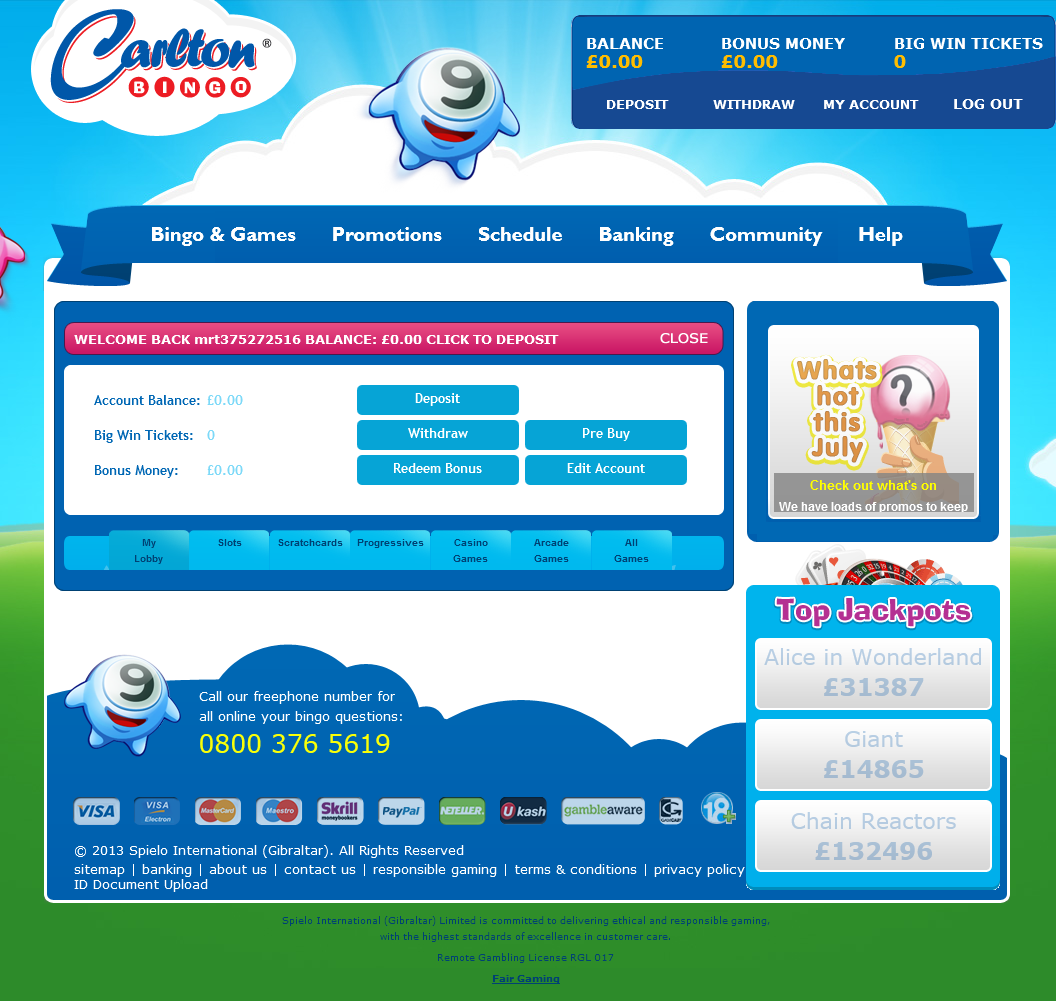 Carlton®
BINGO
BALANCE BONUS MONEY BIG WIN TICKETS
£0.00 £0.00 0
DEPOSIT WITHDRAW MY ACCOUNT LOG OUT
9
Bingo & Games Promotions Schedule Banking Community Help
WELCOME BACK mrt375272516 BALANCE: £0.00 CLICK TO DEPOSIT CLOSE
Account Balance: £0.00 Deposit
Big Win Tickets: 0 Withdraw Pre Buy
Bonus Money: £0.00 Redeem Bonus Edit Account
My Lobby Slots Scratchcards Progressives Casino Games Arcade Games All Games
Whats
hot
this
July
?
Check out what's on
We have loads of promos to keep
Top Jackpots
Alice in Wonderland
£31387
Giant
£14865
Chain Reactors
£132496
9
Call our freephone number for
all online your bingo questions:
0800 376 5619
VISA VISA Electron MasterCard Maestro Skrill moneybookers PayPal NETELLER. Ukash gambleaware GAMCARE 18+
© 2013 Spielo International (Gibraltar). All Rights Reserved
sitemap | banking | about us | contact us | responsible gaming | terms & conditions | privacy policy
ID Document Upload
Spielo International (Gibraltar) Limited is committed to delivering ethical and responsible gaming,
with the highest standards of excellence in customer care.
Remote Gambling License RGL 017
Fair Gaming